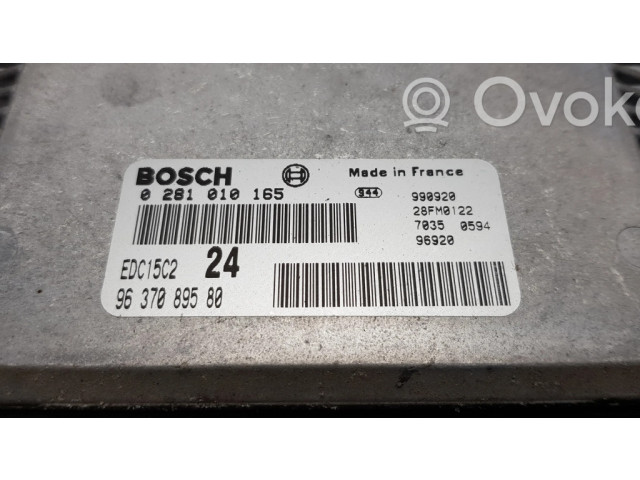 Ovoko
BOSCH Made in France
0 281 010 165 944 990920
28FM0122
7035 0594
96920
EDC15C2 24
96 370 895 80